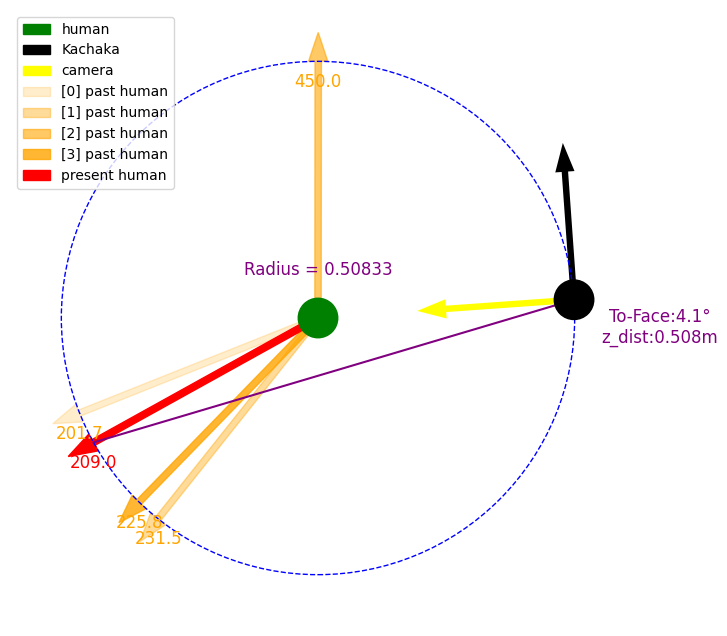 human
Kachaka
camera
[0] past human
[1] past human
[2] past human
[3] past human
present human
450.0
Radius = 0.50833
To-Face:4.1°
z_dist:0.508m
201.7
209.0
225.8
231.5